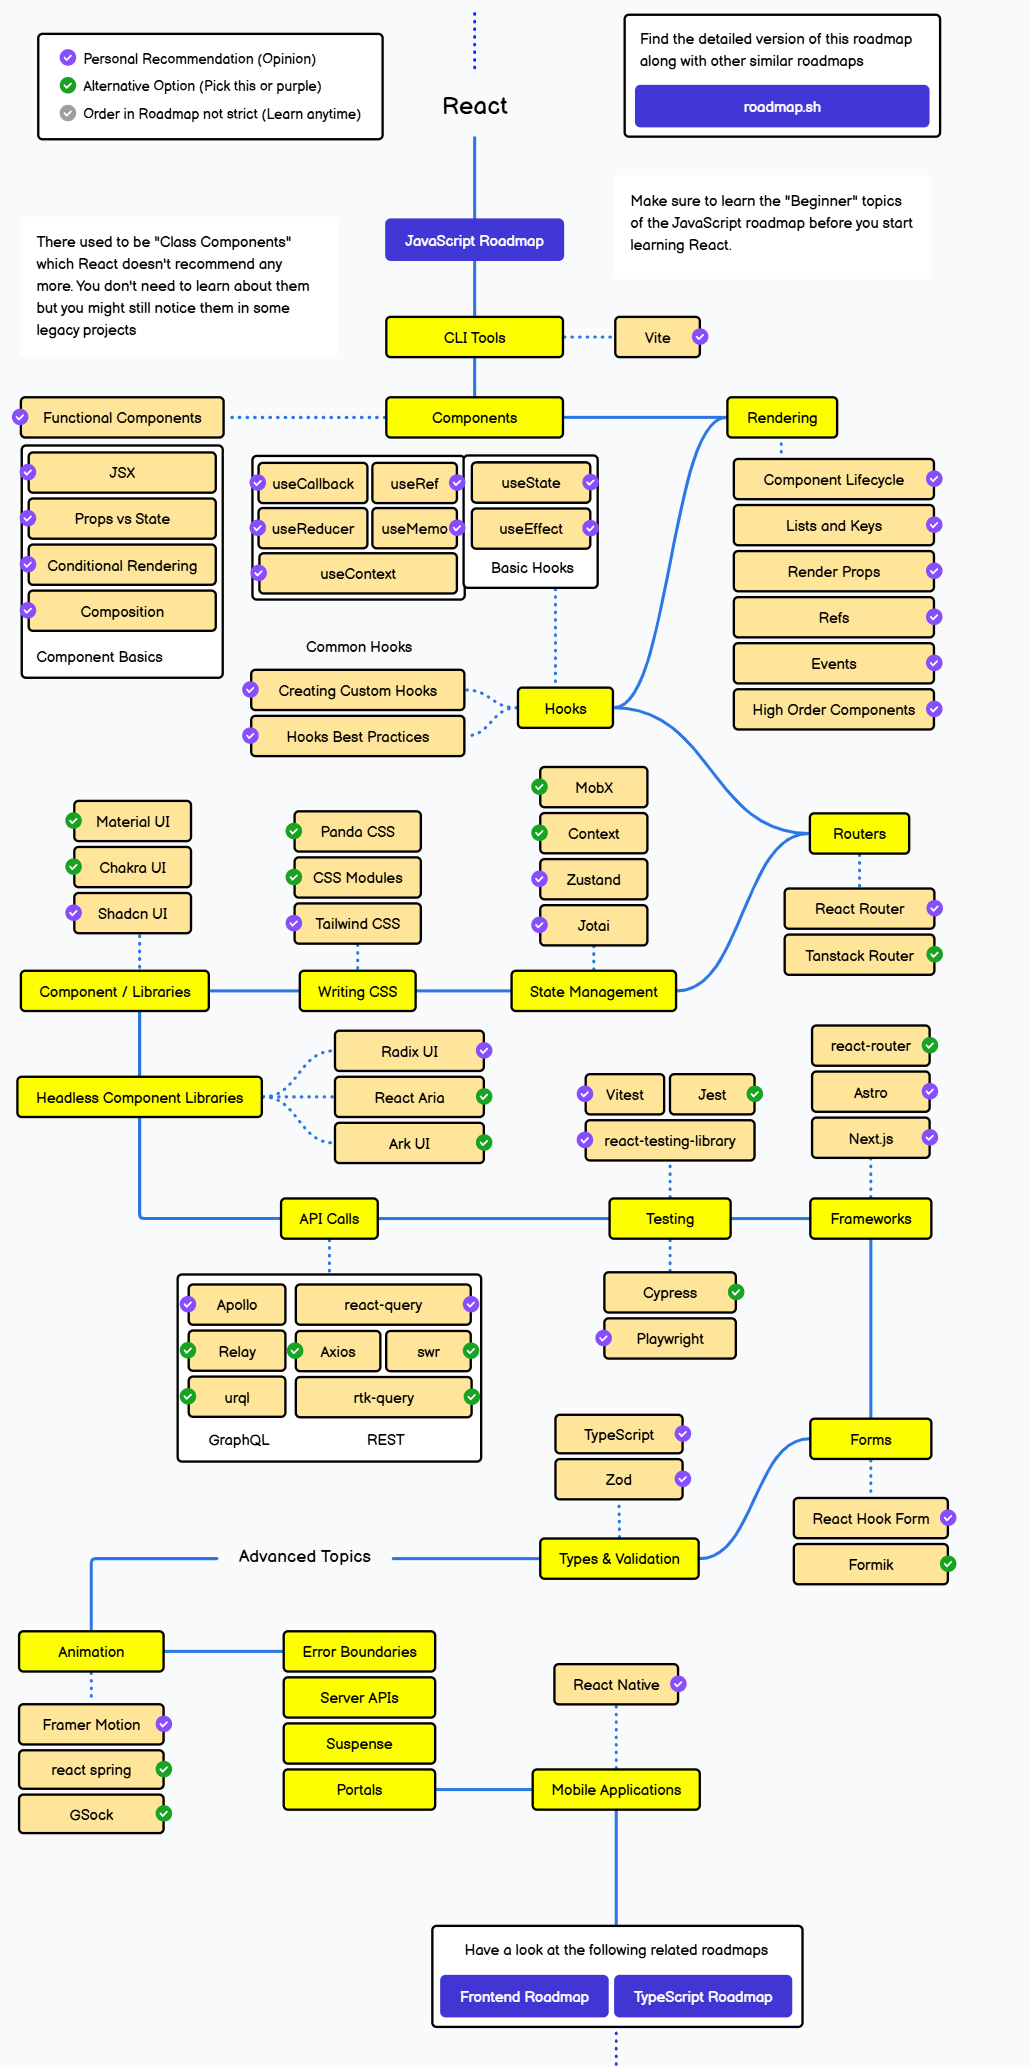 Personal Recommendation (Opinion)
Alternative Option (Pick this or purple)
Order in Roadmap not strict (Learn anytime)
React
Find the detailed version of this roadmap
along with other similar roadmaps
roadmap.sh
Make sure to learn the "Beginner" topics
of the JavaScript roadmap before you start
learning React.
There used to be "Class Components"
which React doesn't recommend any
more. You don't need to learn about them
but you might still notice them in some
legacy projects
JavaScript Roadmap
CLI Tools
Vite
Functional Components
Components
Rendering
JSX
Props vs State
Conditional Rendering
Composition
Component Basics
useCallback
useRef
useReducer
useMemo
useContext
Common Hooks
useState
useEffect
Basic Hooks
Component Lifecycle
Lists and Keys
Render Props
Refs
Events
High Order Components
Creating Custom Hooks
Hooks Best Practices
Hooks
Material UI
Chakra UI
Shadcn UI
Panda CSS
CSS Modules
Tailwind CSS
MobX
Context
Zustand
Jotai
Routers
React Router
Tanstack Router
Component / Libraries
Writing CSS
State Management
Headless Component Libraries
Radix UI
React Aria
Ark UI
Vitest
Jest
react-testing-library
react-router
Astro
Next.js
API Calls
Testing
Frameworks
Apollo
Relay
urql
GraphQL
react-query
Axios
swr
rtk-query
REST
Cypress
Playwright
TypeScript
Zod
Forms
React Hook Form
Formik
Advanced Topics
Types & Validation
Animation
Framer Motion
react spring
GSock
Error Boundaries
Server APIs
Suspense
Portals
React Native
Mobile Applications
Have a look at the following related roadmaps
Frontend Roadmap
TypeScript Roadmap